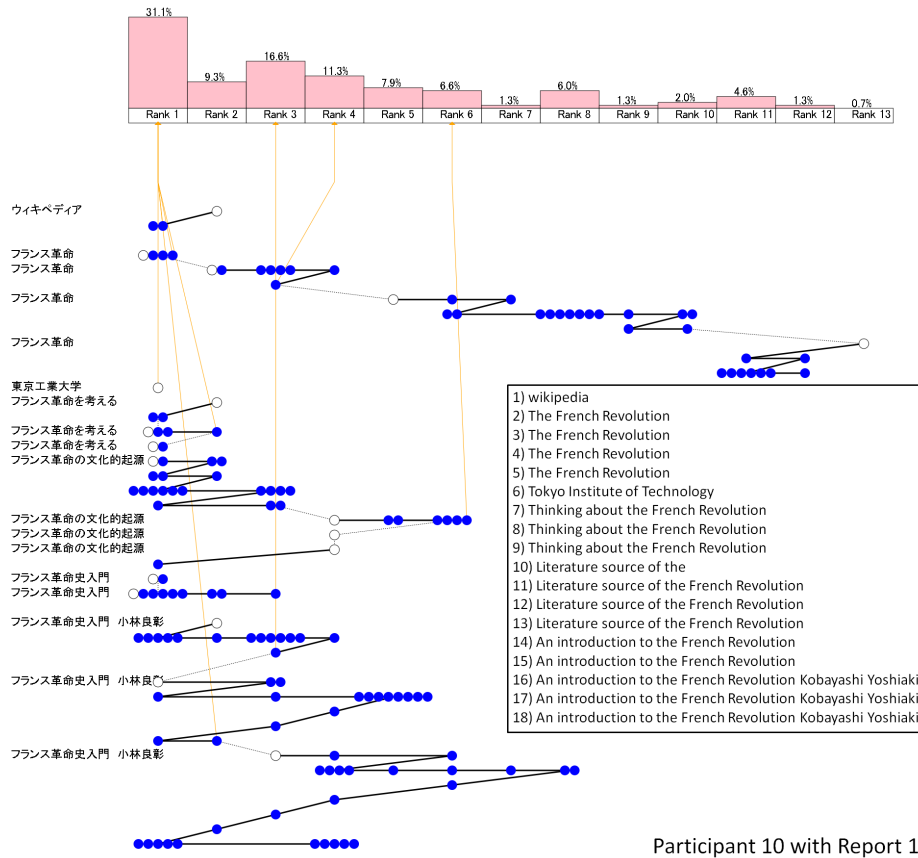 31.1%
9.3%
16.6%
11.3%
7.9%
6.6%
1.3%
6.0%
1.3%
2.0%
4.6%
1.3%
0.7%
Rank 1
Rank 2
Rank 3
Rank 4
Rank 5
Rank 6
Rank 7
Rank 8
Rank 9
Rank 10
Rank 11
Rank 12
Rank 13
ウィキペディア
フランス革命
フランス革命
フランス革命
フランス革命
東京工業大学
フランス革命を考える
フランス革命を考える
フランス革命を考える
フランス革命の文化的起源
フランス革命の文化的起源
フランス革命の文化的起源
フランス革命の文化的起源
フランス革命史入門
フランス革命史入門
フランス革命史入門 小林良彰
フランス革命史入門 小林良彰
フランス革命史入門 小林良彰
1) wikipedia
2) The French Revolution
3) The French Revolution
4) The French Revolution
5) The French Revolution
6) Tokyo Institute of Technology
7) Thinking about the French Revolution
8) Thinking about the French Revolution
9) Thinking about the French Revolution
10) Literature source of the
11) Literature source of the French Revolution
12) Literature source of the French Revolution
13) Literature source of the French Revolution
14) An introduction to the French Revolution
15) An introduction to the French Revolution
16) An introduction to the French Revolution Kobayashi Yoshiaki
17) An introduction to the French Revolution Kobayashi Yoshiaki
18) An introduction to the French Revolution Kobayashi Yoshiaki
Participant 10 with Report 1